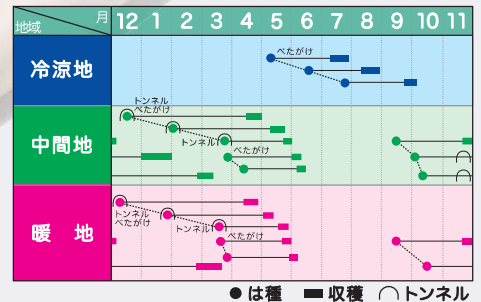 月
地域
12 1 2 3 4 5 6 7 8 9 10 11
冷涼地
べたがけ
中間地
トンネル
べたがけ
トンネル
べたがけ
暖 地
トンネル
べたがけ
トンネル
べたがけ
●は種 ■収穫 トンネル